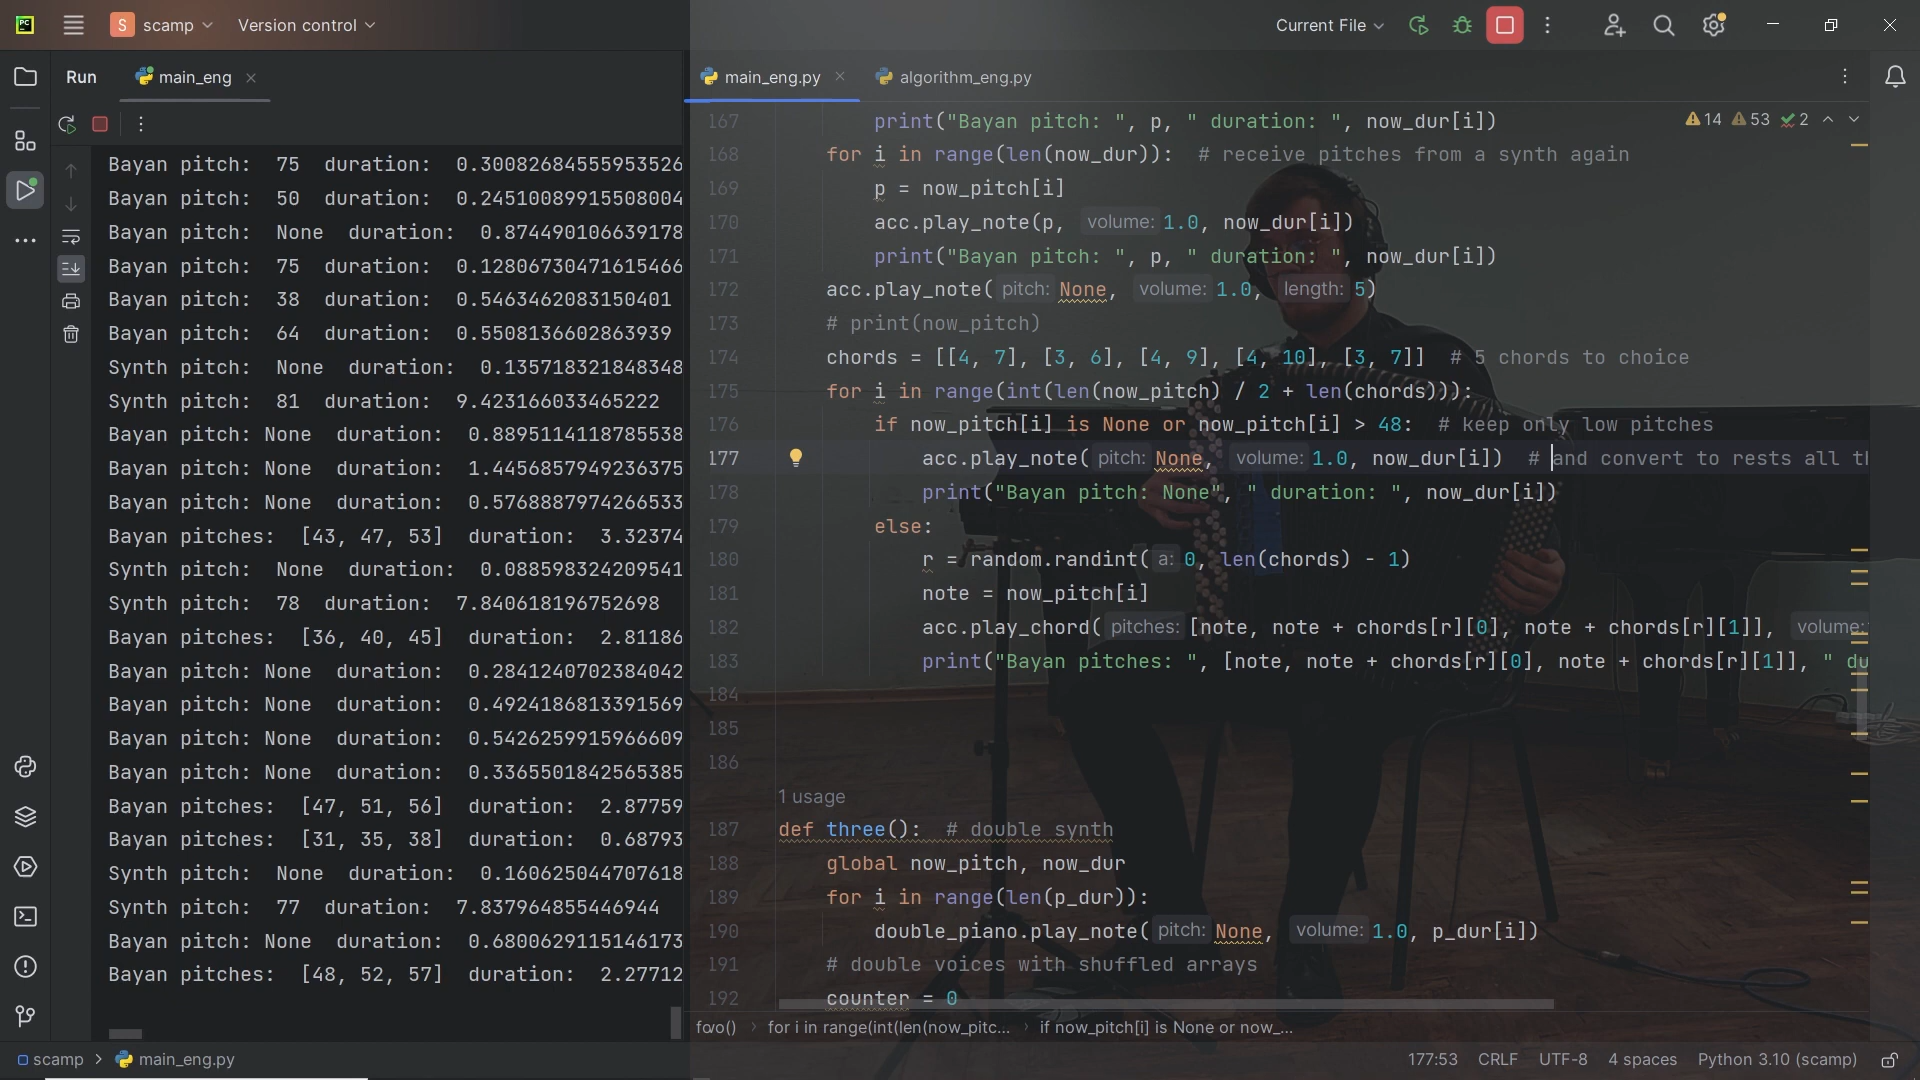 PC
S scamp
Version control
Current File
Run
main_eng
main_eng.py
algorithm_eng.py
Bayan pitch:  75  duration:  0.3008268455595 3526
Bayan pitch:  50  duration:  0.24510089915508004
Bayan pitch:  None  duration:  0.874490106639178
Bayan pitch:  75  duration:  0.12806730471615466
Bayan pitch:  38  duration:  0.5463462083150401
Bayan pitch:  64  duration:  0.5508136602863939
Synth pitch:  None  duration:  0.135718321848348
Synth pitch:  81  duration:  9.423166033465222
Bayan pitch: None  duration:  0.8895114118785538
Bayan pitch: None  duration:  1.4456857949236375
Bayan pitch: None  duration:  0.5768887974266533
Bayan pitches:  [43, 47, 53]  duration:  3.32374
Synth pitch:  None  duration:  0.088598324209541
Synth pitch:  78  duration:  7.840618196752698
Bayan pitches:  [36, 40, 45]  duration:  2.81186
Bayan pitch: None  duration:  0.2841240702384042
Bayan pitch: None  duration:  0.4924186813391569
Bayan pitch: None  duration:  0.5426259915966609
Bayan pitch: None  duration:  0.3365501842565385
Bayan pitches:  [47, 51, 56]  duration:  2.87759
Bayan pitches:  [31, 35, 38]  duration:  0.68793
Synth pitch:  None  duration:  0.160625044707618
Synth pitch:  77  duration:  7.837964855446944
Bayan pitch: None  duration:  0.6800629115146173
Bayan pitches:  [48, 52, 57]  duration:  2.27712
14 53 2
167 print("Bayan pitch: ", p, " duration: ", now_dur[i])
168 for i in range(len(now_dur)):  # receive pitches from a synth again
169 p = now_pitch[i]
170 acc.play_note(p, volume: 1.0, now_dur[i])
171 print("Bayan pitch: ", p, " duration: ", now_dur[i])
172 acc.play_note( pitch: None, volume: 1.0, length: 5)
173 # print(now_pitch)
174 chords = [[4, 7], [3, 6], [4, 9], [4, 10], [3, 7]]  # 5 chords to choice
175 for i in range(int(len(now_pitch) / 2 + len(chords))):
176 if now_pitch[i] is None or now_pitch[i] > 48:  # keep only low pitches
177 acc.play_note( pitch: None, volume: 1.0, now_dur[i])  # and convert to rests all th
178 print("Bayan pitch: None", " duration: ", now_dur[i])
179 else:
180 r = random.randint( a: 0, len(chords) - 1)
181 note = now_pitch[i]
182 acc.play_chord( pitches: [note, note + chords[r][0], note + chords[r][1]], volume:
183 print("Bayan pitches: ", [note, note + chords[r][0], note + chords[r][1]], " du
184
185
186
1 usage
187 def three():  # double synth
188 global now_pitch, now_dur
189 for i in range(len(p_dur)):
190 double_piano.play_note( pitch: None, volume: 1.0, p_dur[i])
191 # double voices with shuffled arrays
192 counter = 0
for i in range(int(len(now_pitc... › if now_pitch[i] is None or now_...
scamp › main_eng.py
177:53 CRLF UTF-8 4 spaces Python 3.10 (scamp)